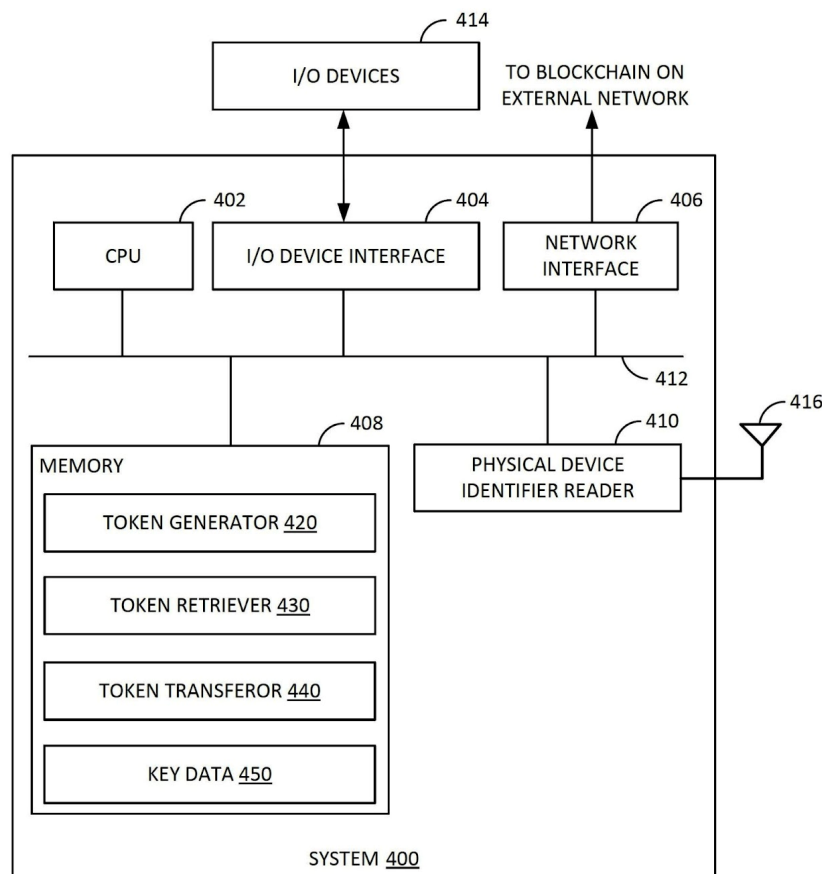 414
I/O DEVICES
TO BLOCKCHAIN ON
EXTERNAL NETWORK
402
404
406
CPU
I/O DEVICE INTERFACE
NETWORK
INTERFACE
412
408
410
416
MEMORY
PHYSICAL DEVICE
IDENTIFIER READER
TOKEN GENERATOR 420
TOKEN RETRIEVER 430
TOKEN TRANSFEROR 440
KEY DATA 450
SYSTEM 400